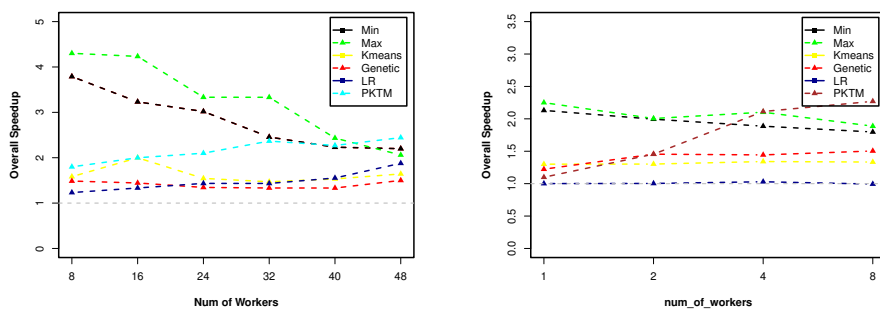 Overall Speedup
5
4
3
2
1
0
8 16 24 32 40 48
Num of Workers
Min
Max
Kmeans
Genetic
LR
PKTM
Overall Speedup
3.5
3.0
2.5
2.0
1.5
1.0
0.5
0.0
1 2 4 8
num_of_workers
Min
Max
Kmeans
Genetic
LR
PKTM